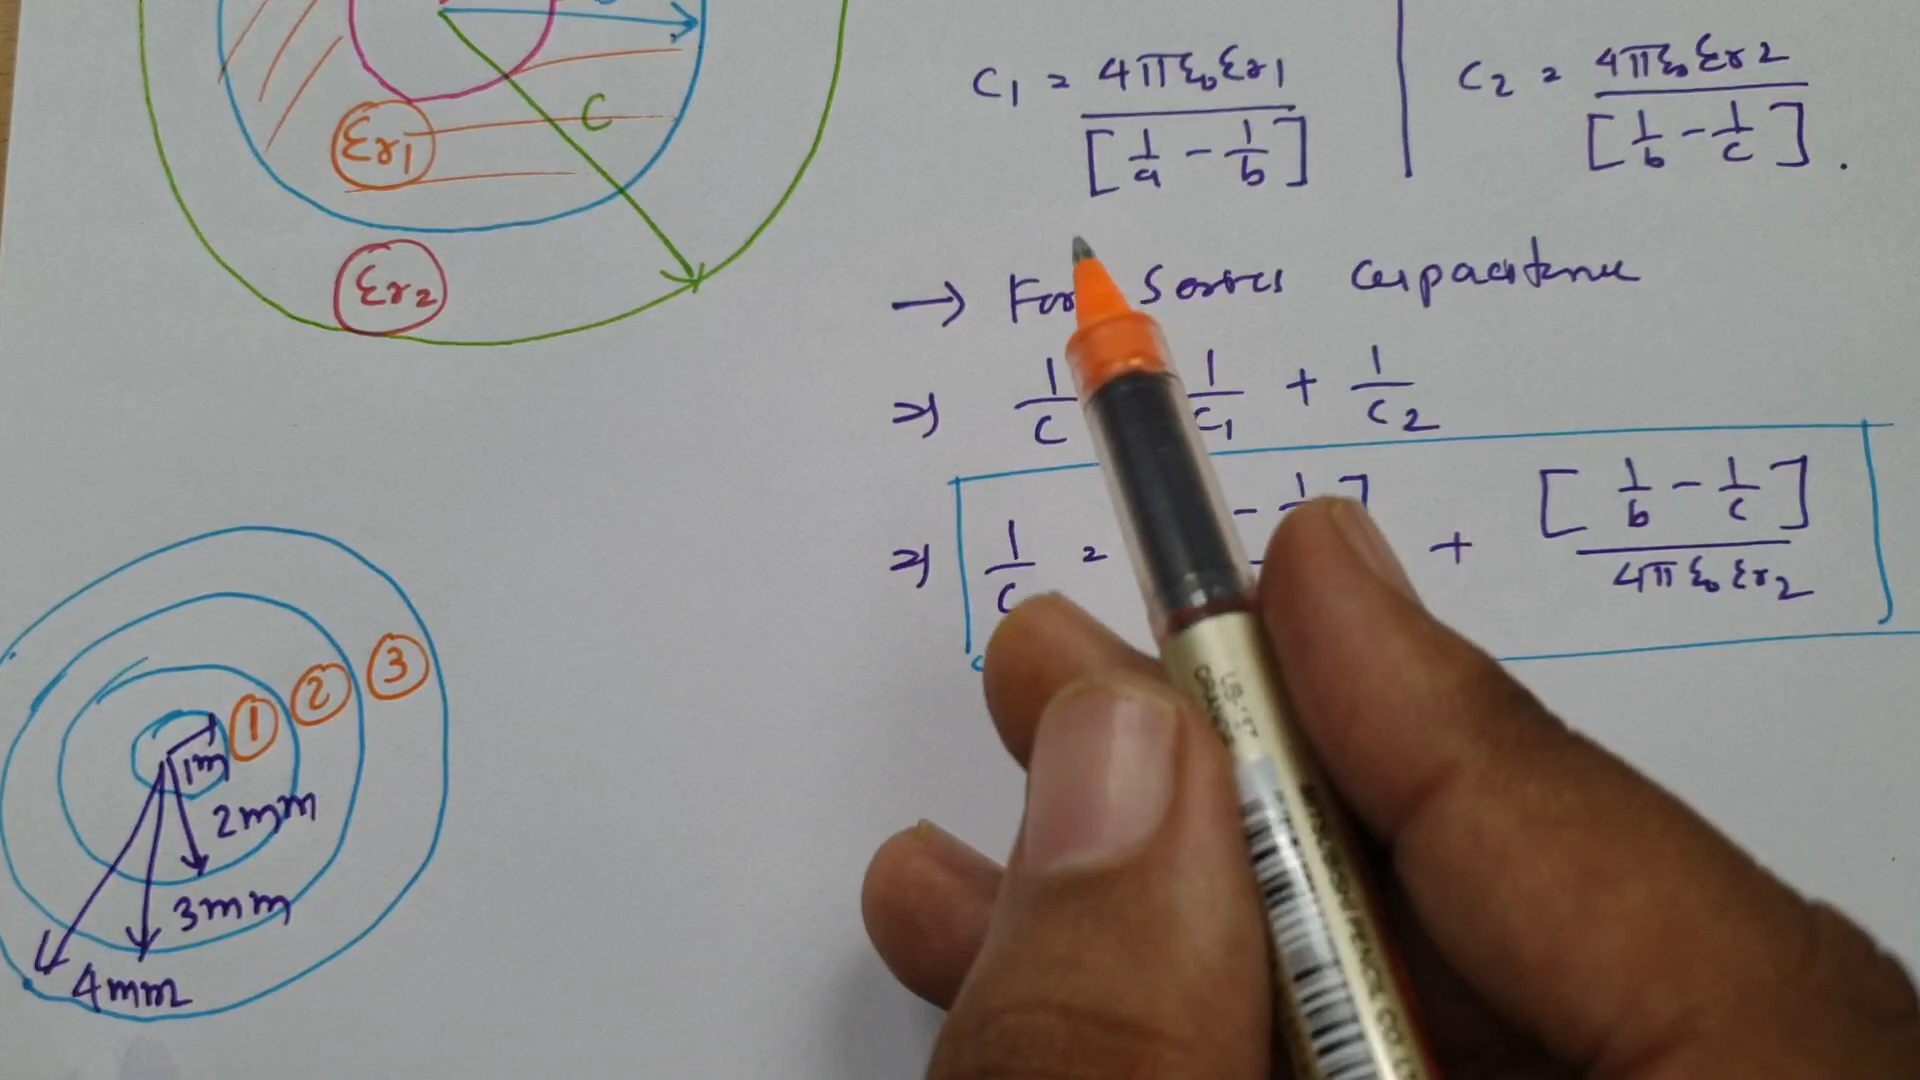 C
εr1
εr2
C1 = 4πε0εr1 / [1/a - 1/b]
C2 = 4πε0εr2 / [1/b - 1/c] .
→ For Series capacitance
⇒ 1/C 1/C1 + 1/C2
⇒ 1/C = - 1 ] + [1/b - 1/c] / 4πε0εr2
1 2 3
1m
2mm
3mm
4mm